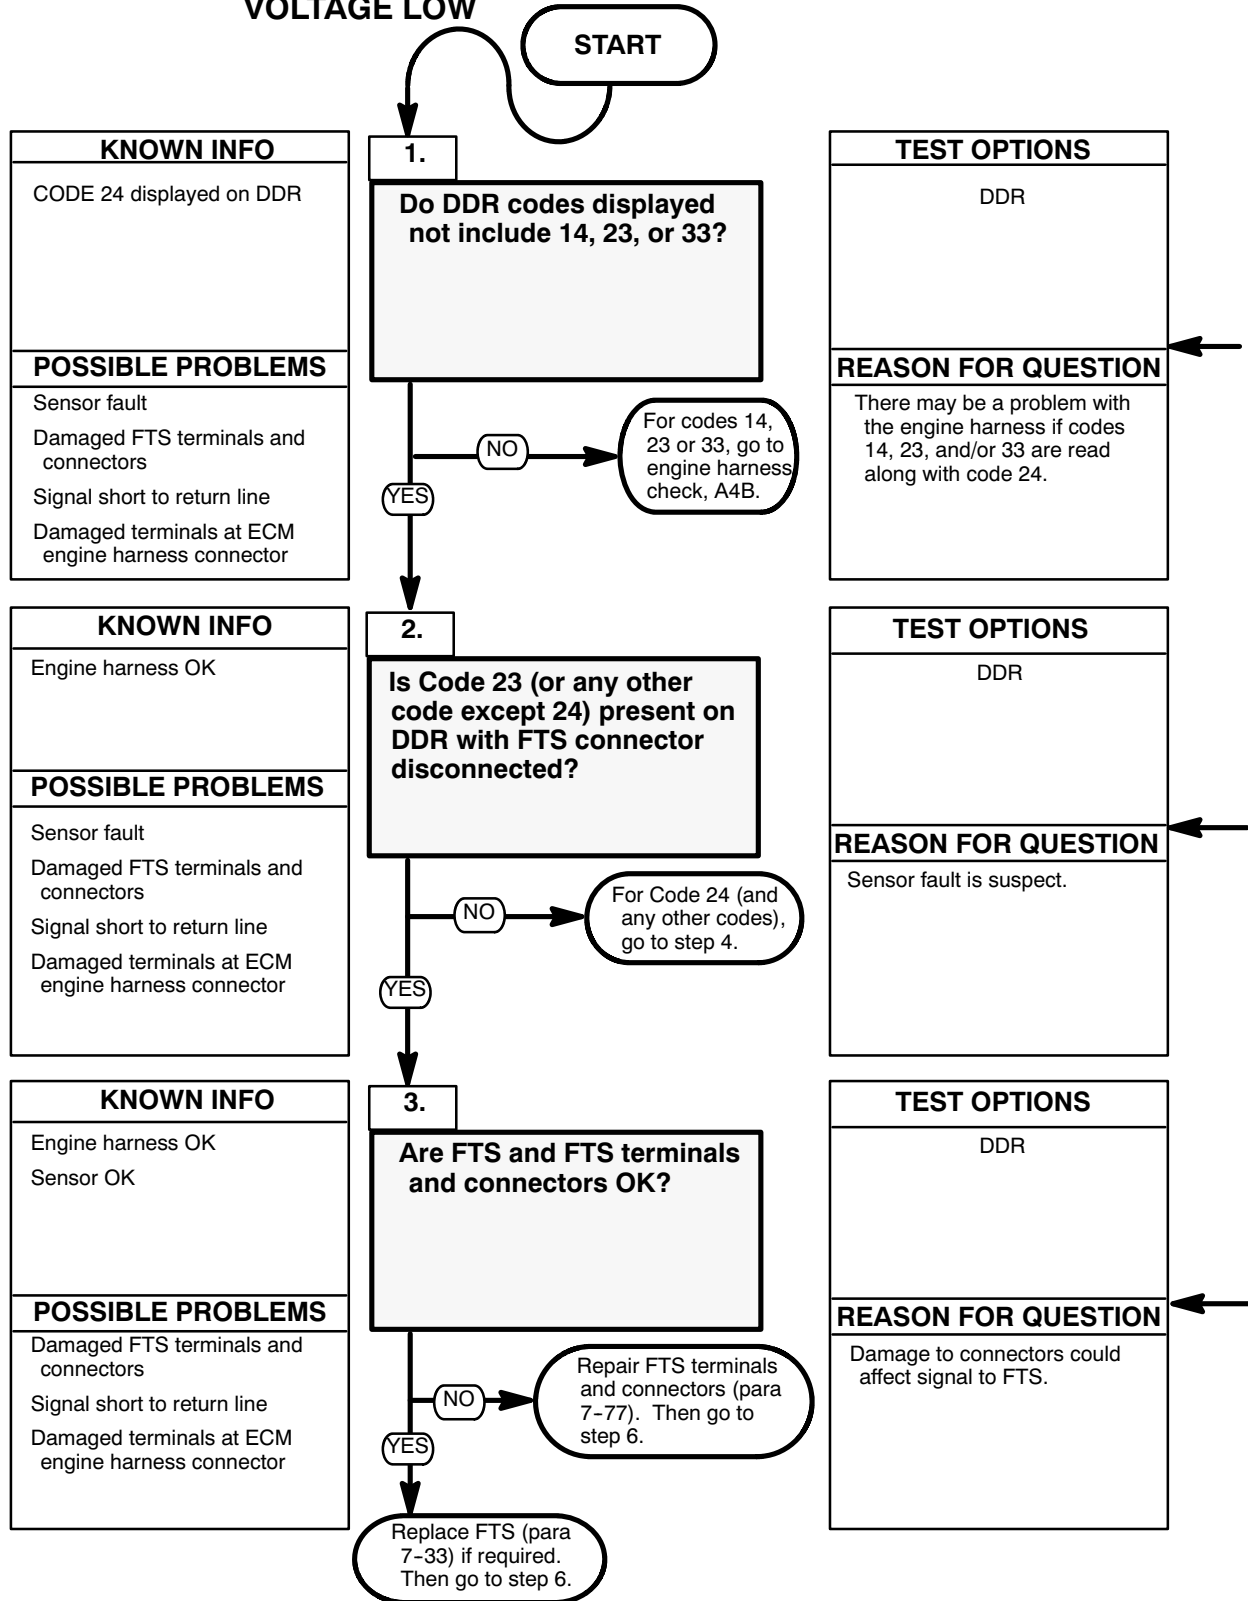 VOLTAGE LOW
START
KNOWN INFO
CODE 24 displayed on DDR
POSSIBLE PROBLEMS
Sensor fault
Damaged FTS terminals and
connectors
Signal short to return line
Damaged terminals at ECM
engine harness connector
1.
Do DDR codes displayed
not include 14, 23, or 33?
NO
For codes 14,
23 or 33, go to
engine harness
check, A4B.
YES
TEST OPTIONS
DDR
REASON FOR QUESTION
There may be a problem with
the engine harness if codes
14, 23, and/or 33 are read
along with code 24.
KNOWN INFO
Engine harness OK
POSSIBLE PROBLEMS
Sensor fault
Damaged FTS terminals and
connectors
Signal short to return line
Damaged terminals at ECM
engine harness connector
2.
Is Code 23 (or any other
code except 24) present on
DDR with FTS connector
disconnected?
NO
For Code 24 (and
any other codes),
go to step 4.
YES
TEST OPTIONS
DDR
REASON FOR QUESTION
Sensor fault is suspect.
KNOWN INFO
Engine harness OK
Sensor OK
POSSIBLE PROBLEMS
Damaged FTS terminals and
connectors
Signal short to return line
Damaged terminals at ECM
engine harness connector
3.
Are FTS and FTS terminals
and connectors OK?
NO
Repair FTS terminals
and connectors (para
7-77). Then go to
step 6.
YES
Replace FTS (para
7-33) if required.
Then go to step 6.
TEST OPTIONS
DDR
REASON FOR QUESTION
Damage to connectors could
affect signal to FTS.